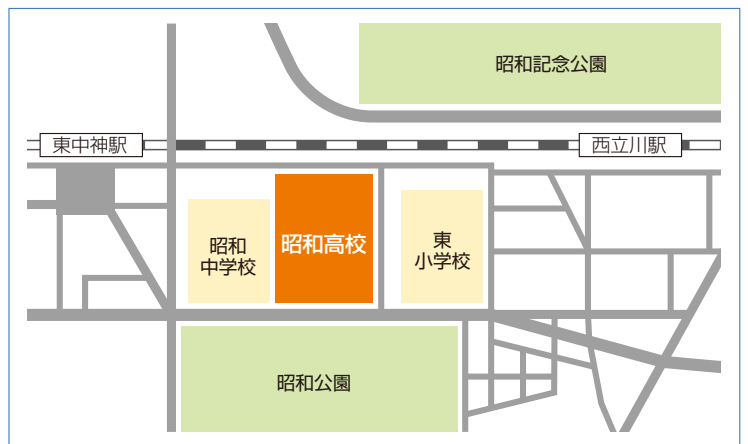 昭和記念公園
東中神駅
西立川駅
昭和
中学校
昭和高校
東
小学校
昭和公園